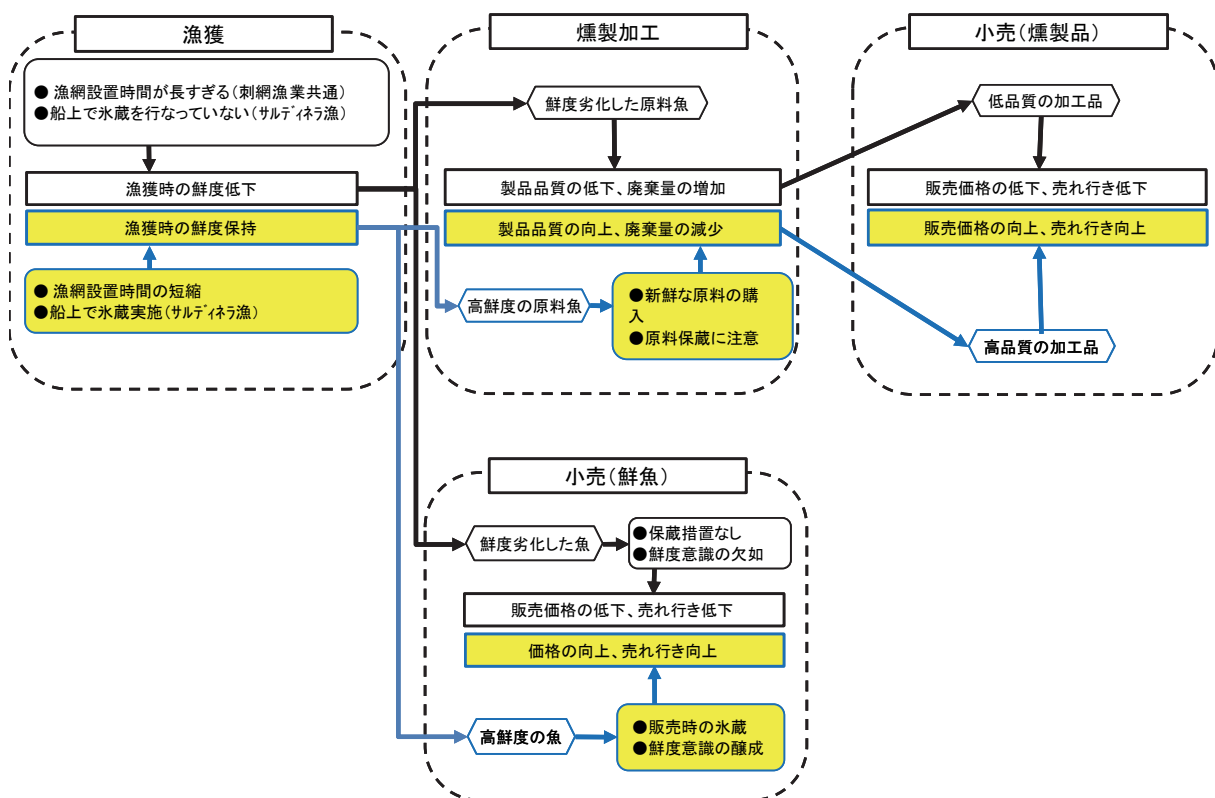 漁獲
● 漁網設置時間が長すぎる(刺網漁業共通)
●船上で氷蔵を行なっていない(サルディネラ漁)
漁獲時の鮮度低下
漁獲時の鮮度保持
● 漁網設置時間の短縮
● 船上で氷蔵実施(サルディネラ漁)
燻製加工
鮮度劣化した原料魚
製品品質の低下、廃棄量の増加
製品品質の向上、廃棄量の減少
高鮮度の原料魚
●新鮮な原料の購
入
●原料保蔵に注意
小売(燻製品)
低品質の加工品
販売価格の低下、売れ行き低下
販売価格の向上、売れ行き向上
高品質の加工品
小売(鮮魚)
鮮度劣化した魚
●保蔵措置なし
●鮮度意識の欠如
販売価格の低下、売れ行き低下
価格の向上、売れ行き向上
高鮮度の魚
●販売時の氷蔵
●鮮度意識の醸成